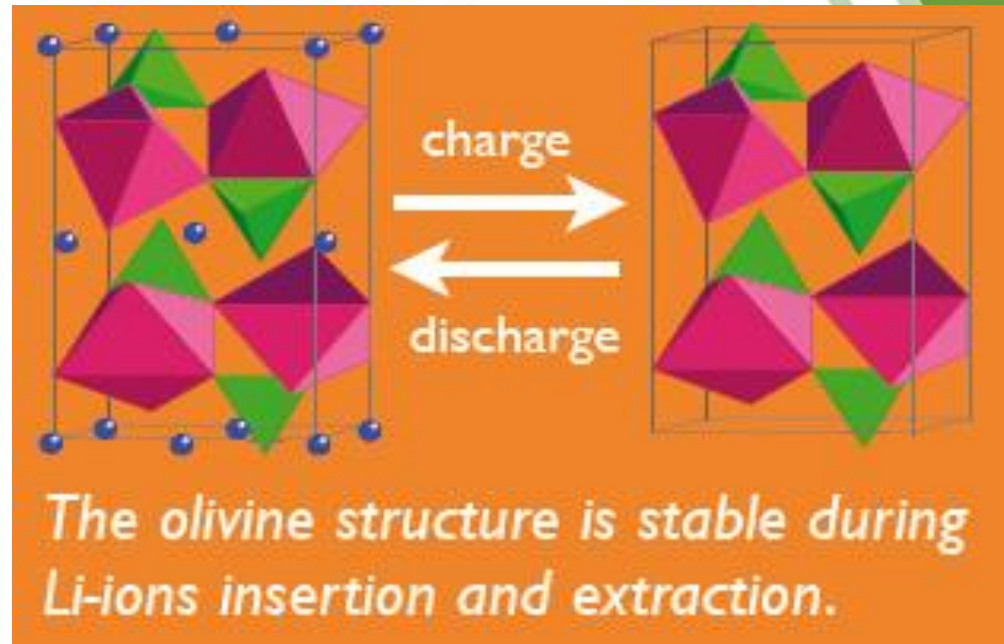 charge
discharge
The olivine structure is stable during
Li-ions insertion and extraction.